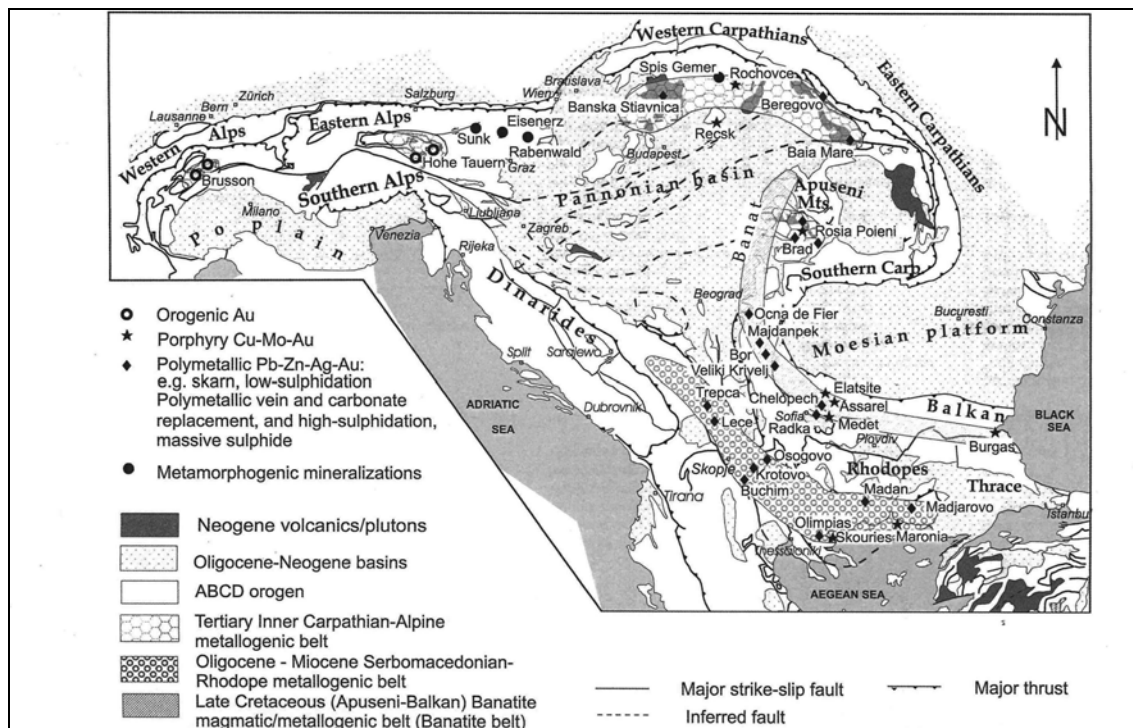 Western Carpathians
Eastern Carpathians
N
Spis Gemer
Rochovce
Bratislava
Wien
Banska Stiavnica
Beregovo
Zürich
Bern
Lausanne
Salzburg
Alps
Eastern Alps
Western
Eisenerz
Sunk
Rabenwald
Recsk
Budapest
Baia Mare
Hohe Tauern
Graz
Brusson
Southern Alps
Pannonian basin
Apuseni
Mts.
Milano
Ljubljana
Po plain
Venezia
Zagreb
Rijeka
Banat
Rosia Poieni
Brad
Southern Carp.
Beograd
Bucuresti
Constanza
Ocna de Fier
Majdanpek
Moesian platform
Dinarides
Bor
Veliki Krivelj
Split
Sarajewo
Elatsite
Chelopech
Assarel
Balkan
BLACK
SEA
Trepca
Sofia
Medet
Radka
ADRIATIC
SEA
Dubrovnik
Lece
Plovdiv
Burgas
Osogovo
Skopje
Krotovo
Rhodopes
Buchim
Thrace
Madan
Tirana
Madjarovo
Istanbul
Olimpias
Skouries
Maronia
Thessaloniki
AEGEAN SEA
s
Orogenic Au
Porphyry Cu-Mo-Au
Polymetallic Pb-Zn-Ag-Au:
e.g. skarn, low-sulphidation
Polymetallic vein and carbonate
replacement, and high-sulphidation,
massive sulphide
Metamorphogenic mineralizations
Neogene volcanics/plutons
Oligocene-Neogene basins
ABCD orogen
Tertiary Inner Carpathian-Alpine
metallogenic belt
Oligocene - Miocene Serbomacedonian-
Rhodope metallogenic belt
Late Cretaceous (Apuseni-Balkan) Banatite
magmatic/metallogenic belt (Banatite belt)
Major strike-slip fault
Major thrust
Inferred fault